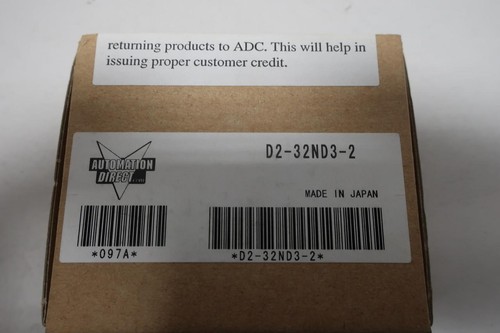 returning products to ADC. This will help in
issuing proper customer credit.
AUTOMATION
DIRECT
D2-32ND3-2
MADE IN JAPAN
*097A*
*D2-32ND3-2*